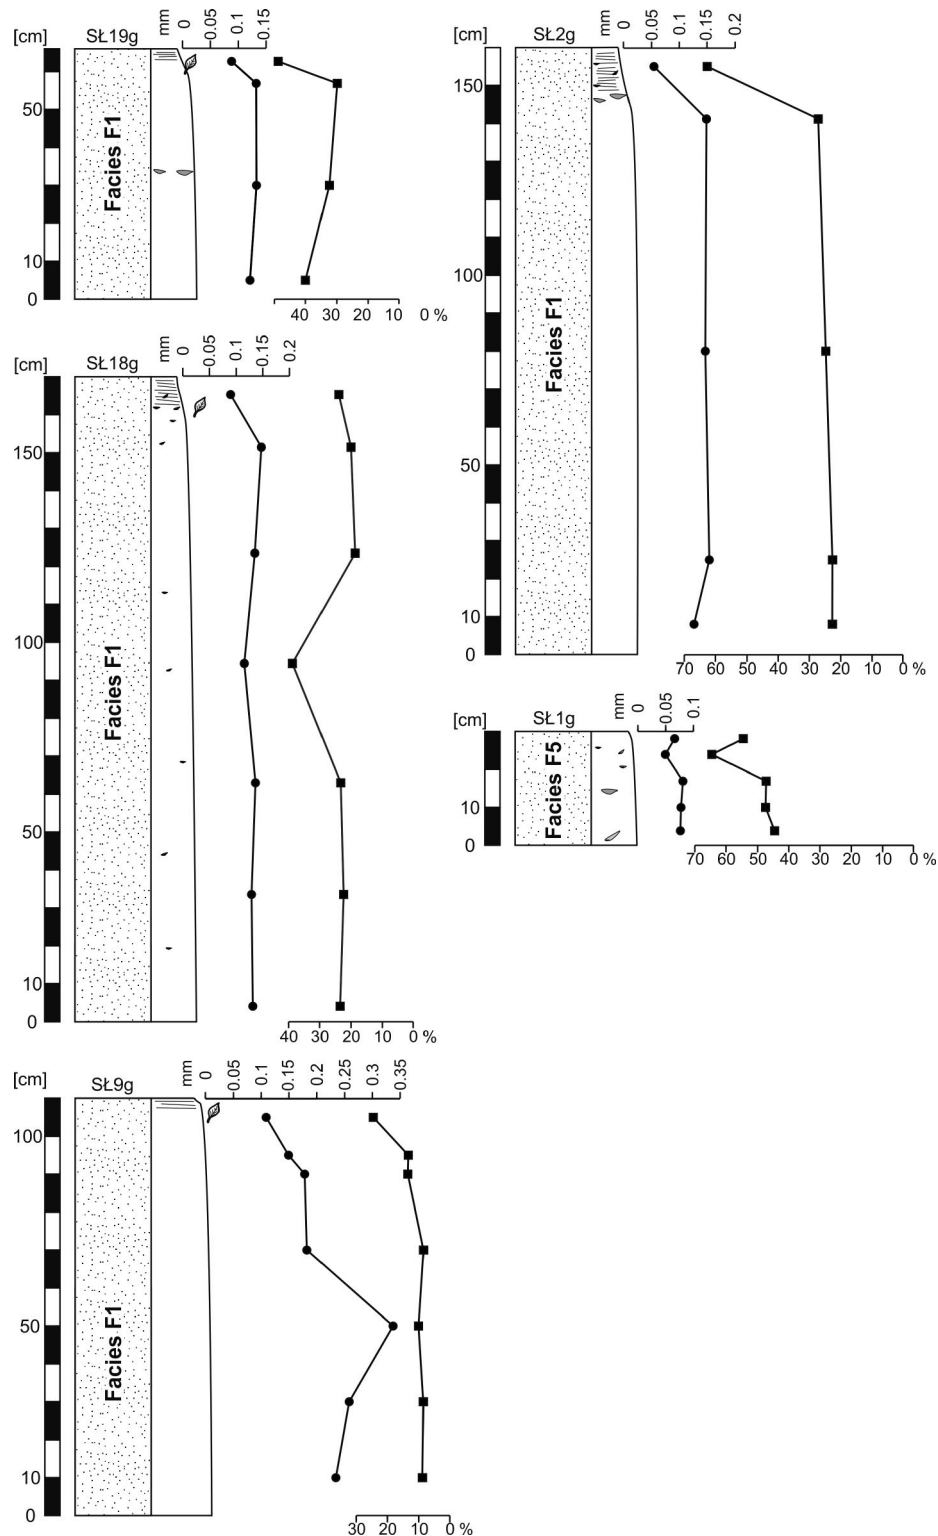 [cm] SŁ19g mm 0 0.05 0.1 0.15
50
10
0
Facies F1
40 30 20 10 0 %
[cm] SŁ18g mm 0 0.05 0.1 0.15 0.2
150
100
50
10
0
Facies F1
40 30 20 10 0 %
[cm] SŁ9g mm 0 0.05 0.1 0.15 0.2 0.25 0.3 0.35
100
50
10
0
Facies F1
30 20 10 0 %
[cm] SŁ2g mm 0 0.05 0.1 0.15 0.2
150
100
50
10
0
Facies F1
70 60 50 40 30 20 10 0 %
[cm] SŁ1g mm 0 0.05 0.1
10
0
Facies F5
70 60 50 40 30 20 10 0 %